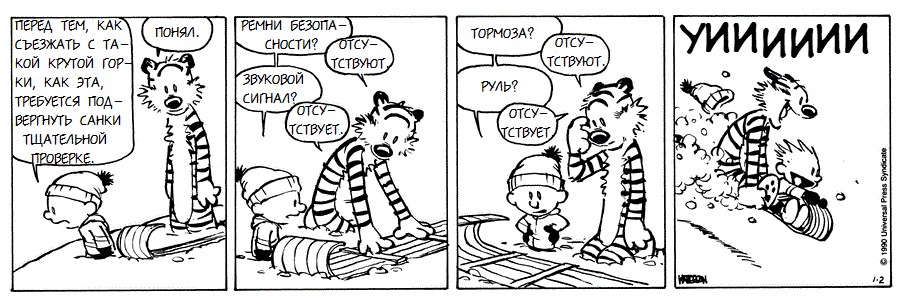 ПЕРЕД ТЕМ, КАК
СЪЕЗЖАТЬ С ТА-
КОЙ КРУТОЙ ГОР-
КИ, КАК ЭТА,
ТРЕБУЕТСЯ ПОД-
ВЕРГНУТЬ САНКИ
ТЩАТЕЛЬНОЙ
ПРОВЕРКЕ.
ПОНЯЛ.
РЕМНИ БЕЗОПА-
СНОСТИ?
ОТСУ-
ТСТВУЮТ.
ЗВУКОВОЙ
СИГНАЛ?
ОТСУ-
ТСТВУЕТ.
ТОРМОЗА?
ОТСУ-
ТСТВУЮТ.
РУЛЬ?
ОТСУ-
ТСТВУЕТ.
УИИИИИИ
© 1990 Universal Press Syndicate
WATTERSON
1-2